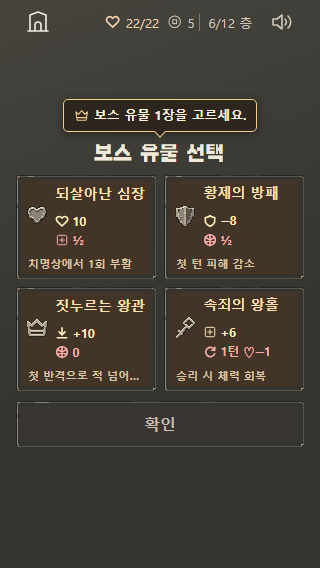 22/22 5 6/12 층
보스 유물 1장을 고르세요.
보스 유물 선택
되살아난 심장
10
½
치명상에서 1회 부활
황제의 방패
–8
½
첫 턴 피해 감소
짓누르는 왕관
+10
0
첫 반격으로 적 넘어...
속죄의 왕홀
+6
1턴 ♡–1
승리 시 체력 회복
확인